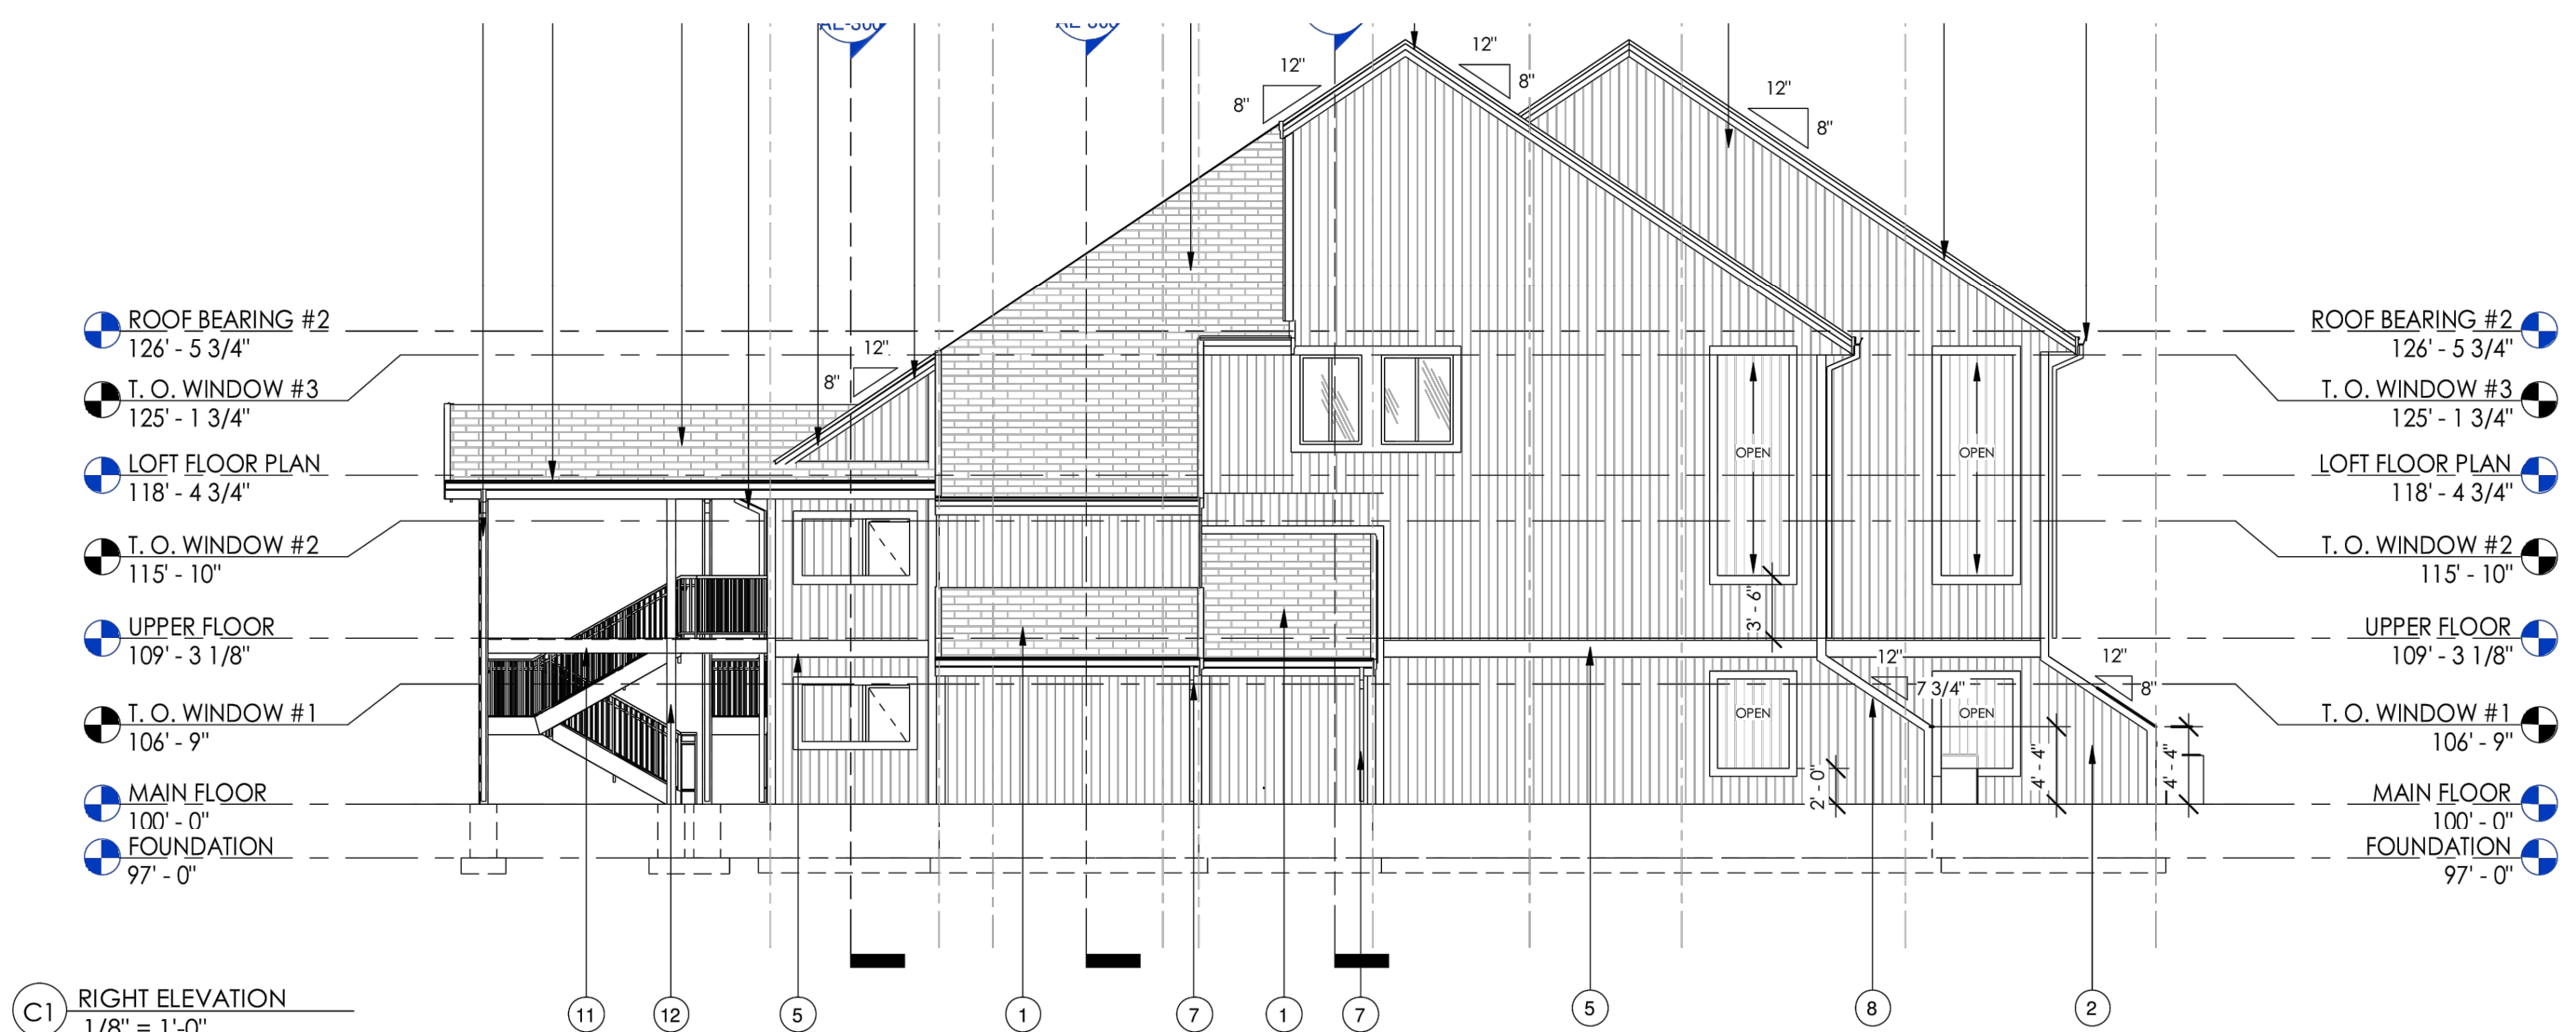 AE-300
12"
12"
8"
12"
8"
12"
8"
12"
8"
ROOF BEARING #2
126' - 5 3/4"
T. O. WINDOW #3
125' - 1 3/4"
LOFT FLOOR PLAN
118' - 4 3/4"
T. O. WINDOW #2
115' - 10"
UPPER FLOOR
109' - 3 1/8"
T. O. WINDOW #1
106' - 9"
MAIN FLOOR
100' - 0"
FOUNDATION
97' - 0"
OPEN
OPEN
3' - 6"
12"
7 3/4"
12"
8"
OPEN
OPEN
2' - 0"
4' - 4"
4' - 4"
ROOF BEARING #2
126' - 5 3/4"
T. O. WINDOW #3
125' - 1 3/4"
LOFT FLOOR PLAN
118' - 4 3/4"
T. O. WINDOW #2
115' - 10"
UPPER FLOOR
109' - 3 1/8"
T. O. WINDOW #1
106' - 9"
MAIN FLOOR
100' - 0"
FOUNDATION
97' - 0"
11
12
5
1
7
1
7
5
8
2
C1
RIGHT ELEVATION
1/8" = 1'-0"